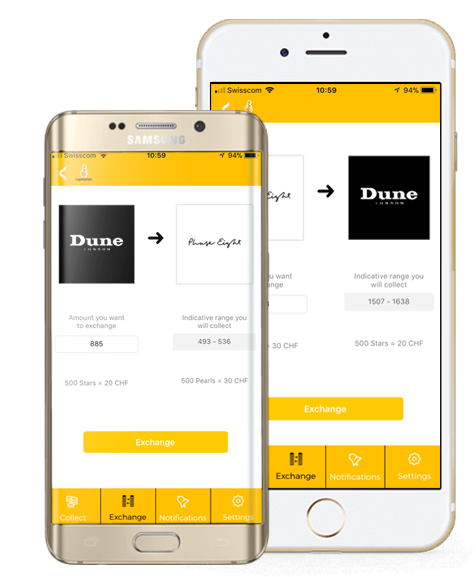 SAMSUNG
Swisscom 10:59 94%
Dune
LONDON
Phase Eight
Amount you want
to exchange
Indicative range you
will collect
885
493 - 536
500 Stars = 20 CHF
500 Pearls = 30 CHF
Exchange
Collect
Exchange
Notifications
Settings
Swisscom 10:59 94%
Eight
Dune
LONDON
you want
Indicative range you
will collect
1507 - 1638
= 30 CHF
500 Stars = 20 CHF
Exchange
Exchange
Notifications
Settings